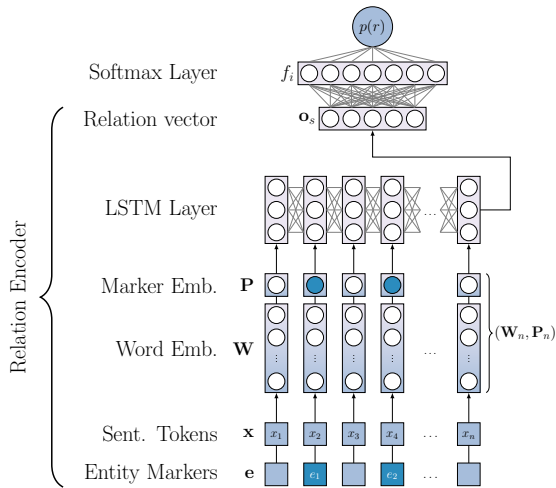 p(r)
Softmax Layer f_i
Relation vector o_s
LSTM Layer ...
Marker Emb. P
Word Emb. W ⋮ ⋮ ⋮ ⋮ ... ⋮
(W_n, P_n)
Sent. Tokens x x_1 x_2 x_3 x_4 ... x_n
Entity Markers e e_1 e_2 ...
Relation Encoder